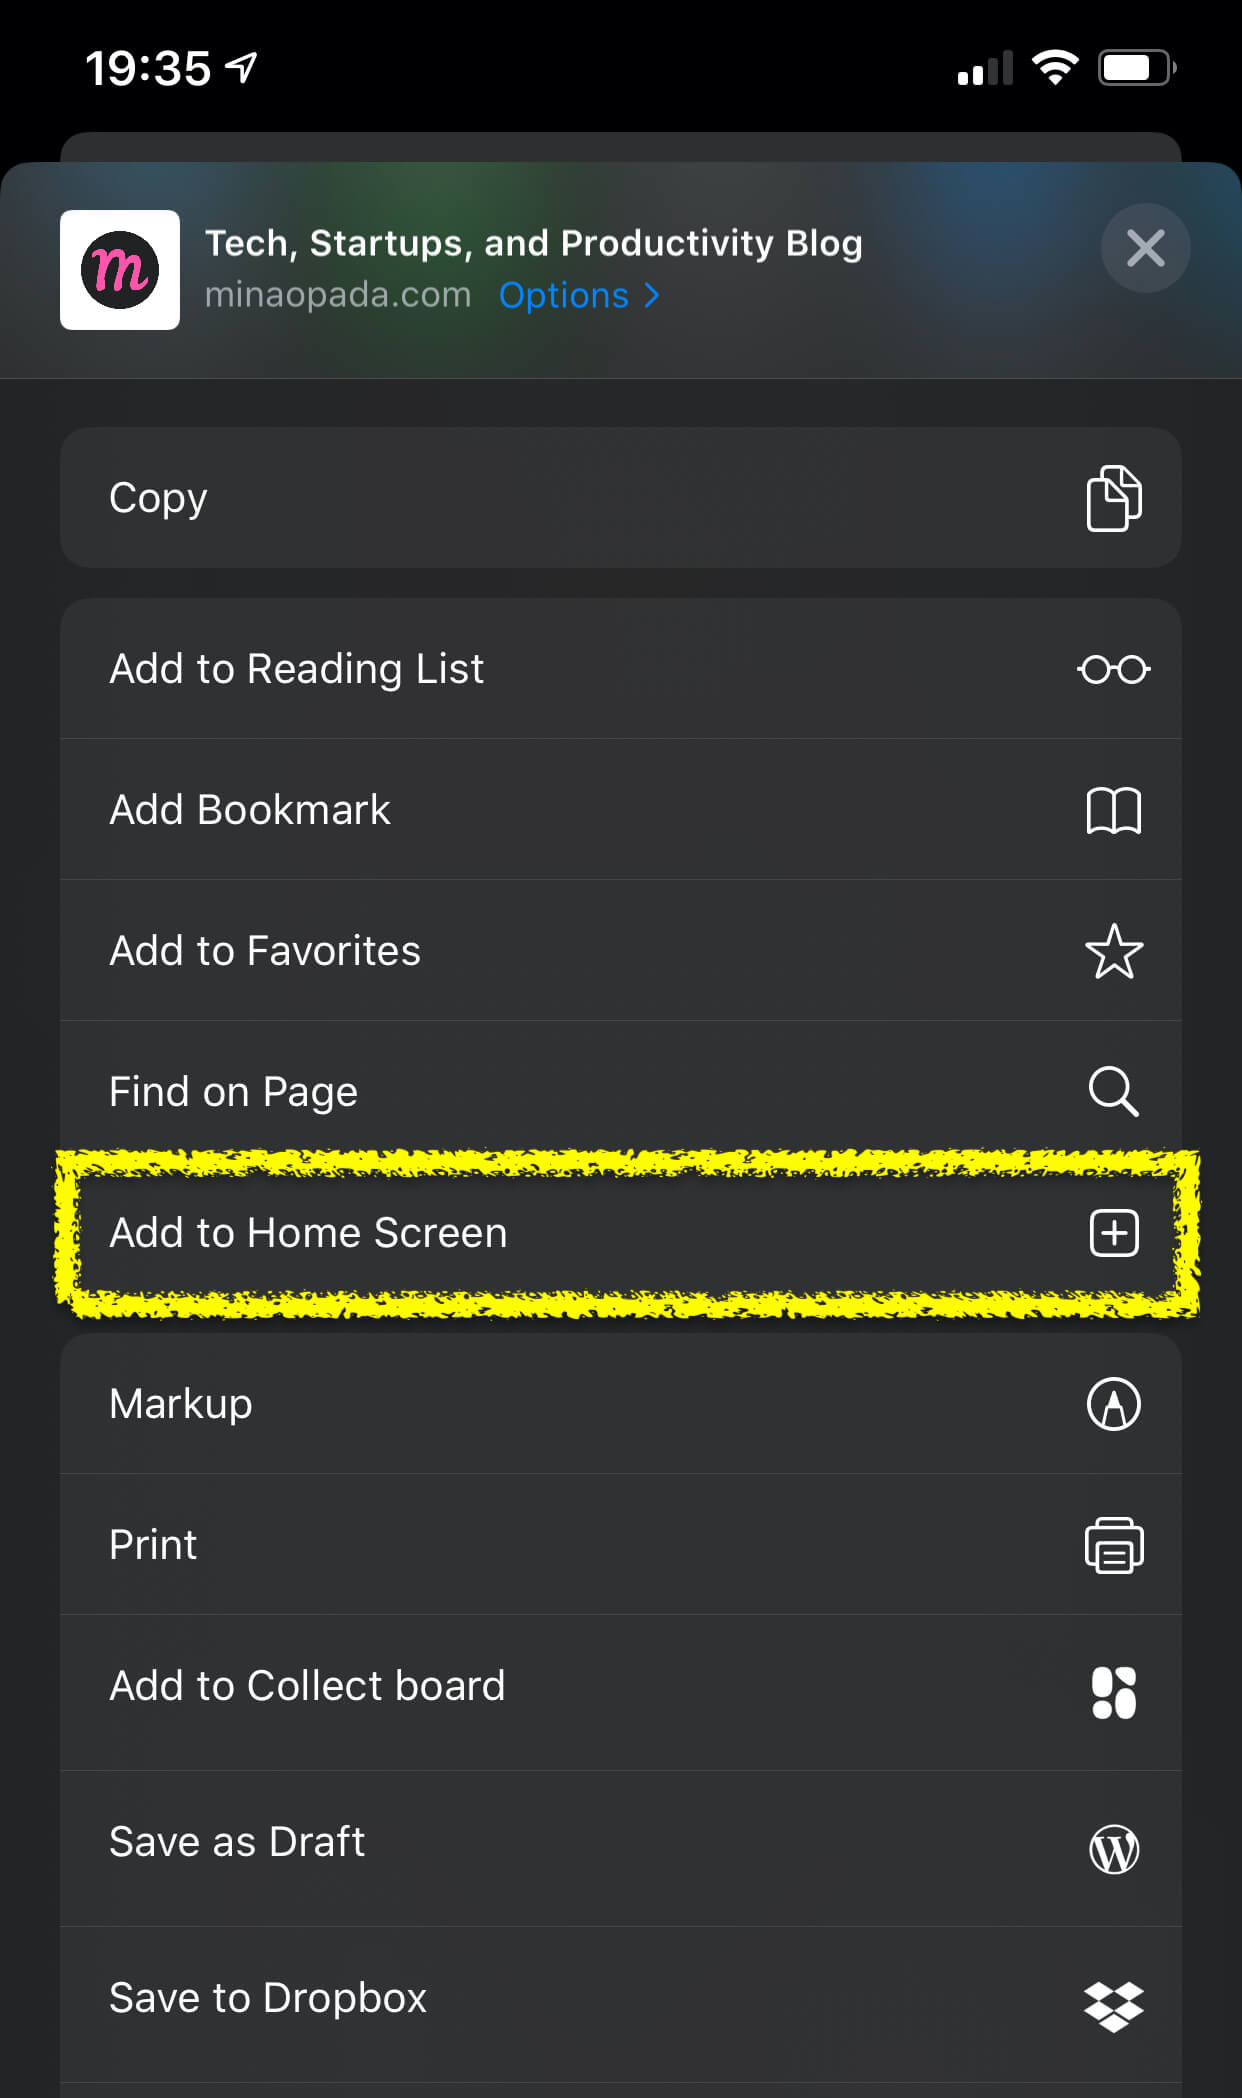 19:35
m
Tech, Startups, and Productivity Blog
minaopada.com Options
Copy
Add to Reading List
Add Bookmark
Add to Favorites
Find on Page
Add to Home Screen
Markup
Print
Add to Collect board
Save as Draft
Save to Dropbox